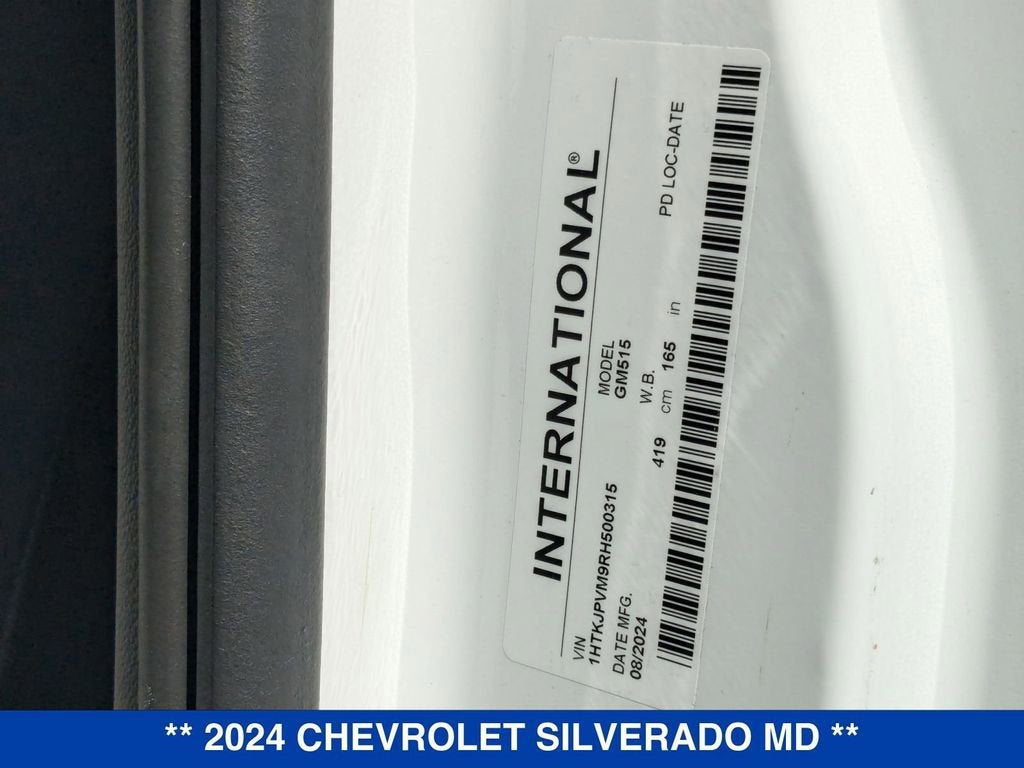 INTERNATIONAL®
VIN
1HTKJPVM9RH500315
DATE MFG.
08/2024
MODEL
GM515
W.B.
419 cm 165 in
PD LOC-DATE
** 2024 CHEVROLET SILVERADO MD **